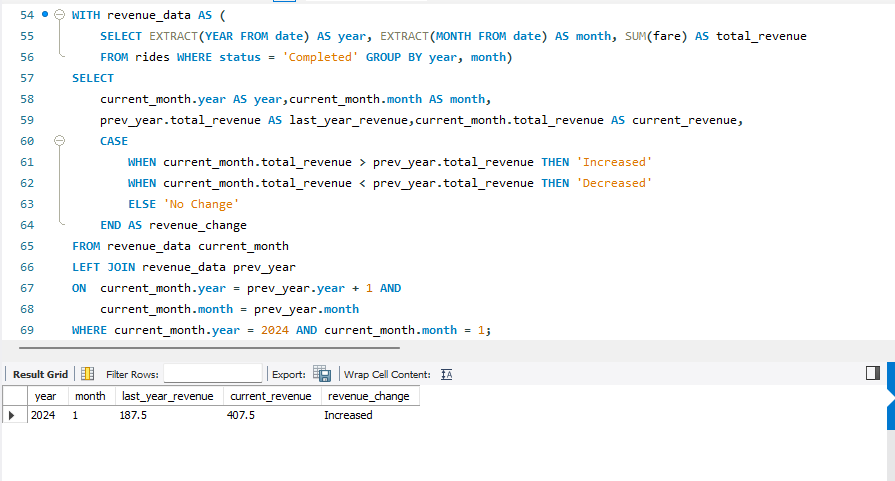 54 WITH revenue_data AS (
55 SELECT EXTRACT(YEAR FROM date) AS year, EXTRACT(MONTH FROM date) AS month, SUM(fare) AS total_revenue
56 FROM rides WHERE status = 'Completed' GROUP BY year, month)
57 SELECT
58 current_month.year AS year,current_month.month AS month,
59 prev_year.total_revenue AS last_year_revenue,current_month.total_revenue AS current_revenue,
60 CASE
61 WHEN current_month.total_revenue > prev_year.total_revenue THEN 'Increased'
62 WHEN current_month.total_revenue < prev_year.total_revenue THEN 'Decreased'
63 ELSE 'No Change'
64 END AS revenue_change
65 FROM revenue_data current_month
66 LEFT JOIN revenue_data prev_year
67 ON current_month.year = prev_year.year + 1 AND
68 current_month.month = prev_year.month
69 WHERE current_month.year = 2024 AND current_month.month = 1;
Result Grid Filter Rows: Export: Wrap Cell Content:
year month last_year_revenue current_revenue revenue_change
2024 1 187.5 407.5 Increased